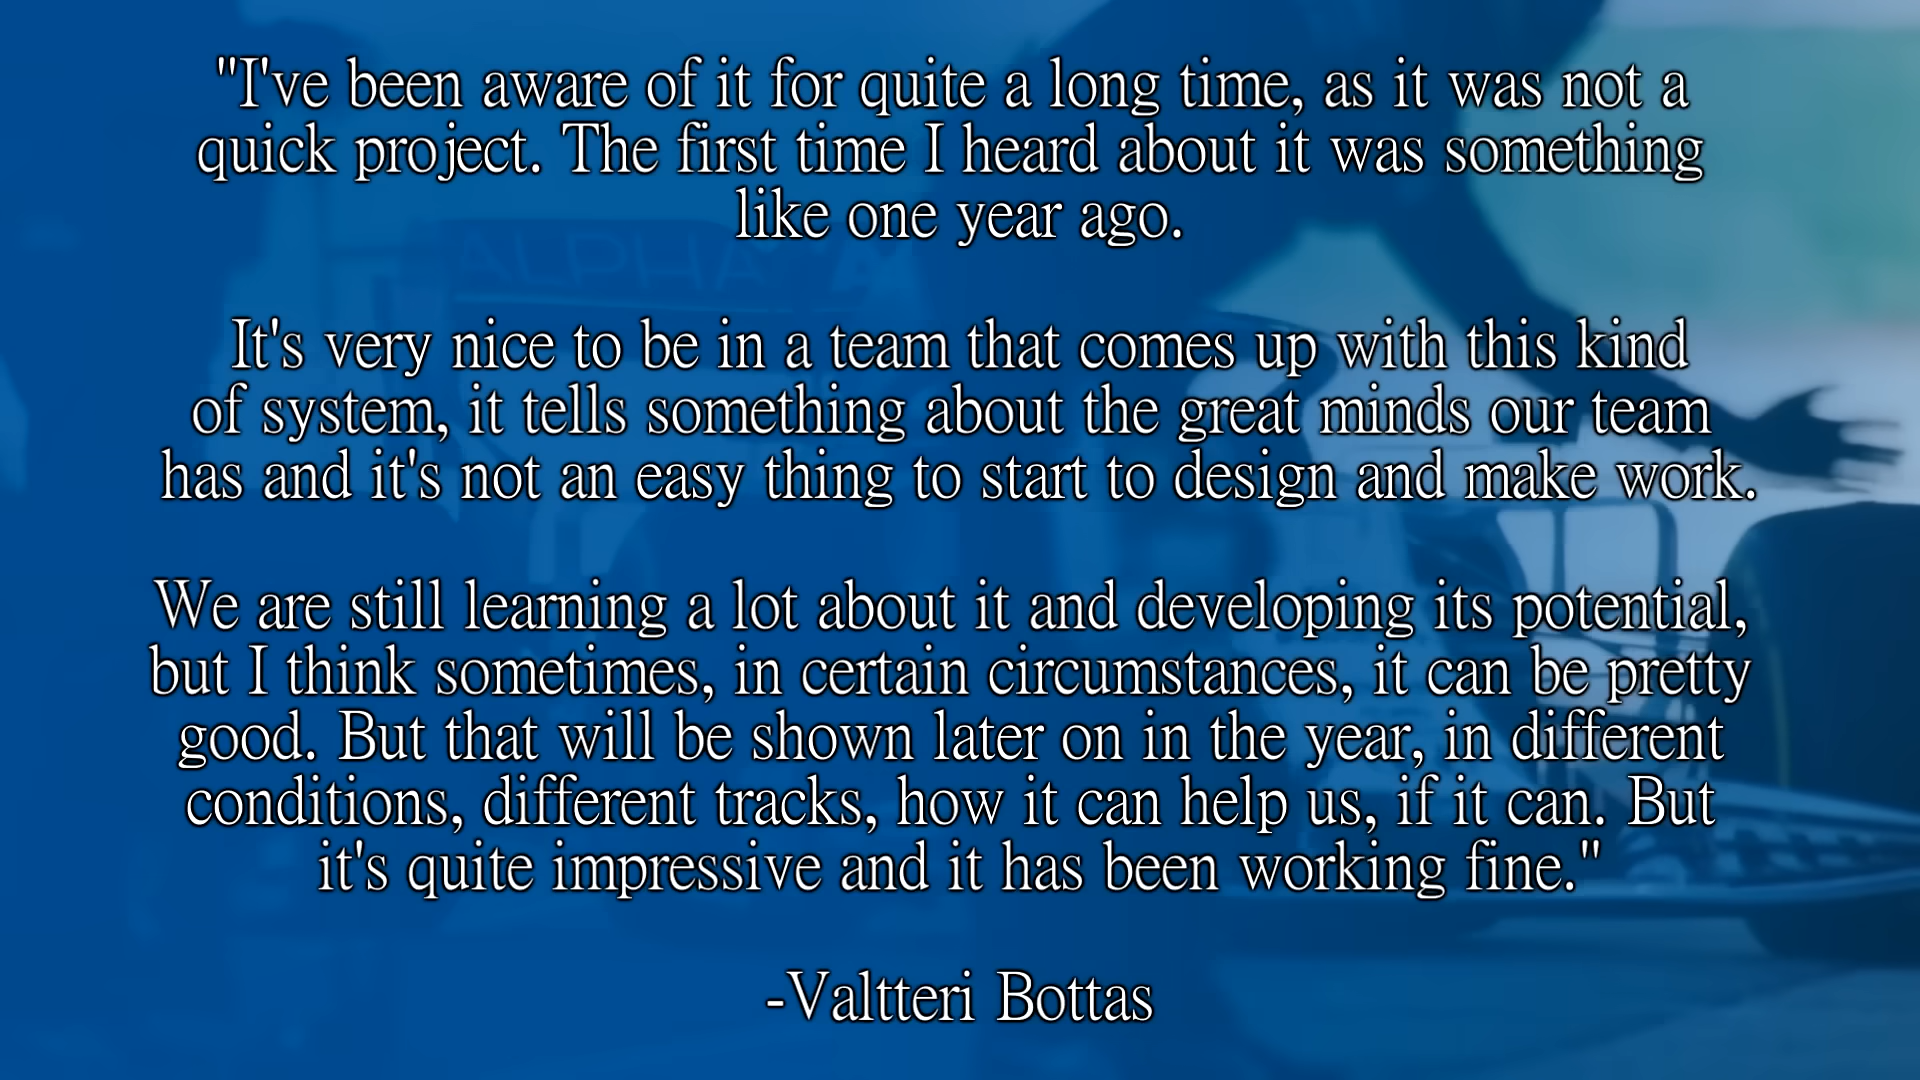 "I've been aware of it for quite a long time, as it was not a
quick project. The first time I heard about it was something
like one year ago.
ALPHA
It's very nice to be in a team that comes up with this kind
of system, it tells something about the great minds our team
has and it's not an easy thing to start to design and make work.
We are still learning a lot about it and developing its potential,
but I think sometimes, in certain circumstances, it can be pretty
good. But that will be shown later on in the year, in different
conditions, different tracks, how it can help us, if it can. But
it's quite impressive and it has been working fine."
-Valtteri Bottas